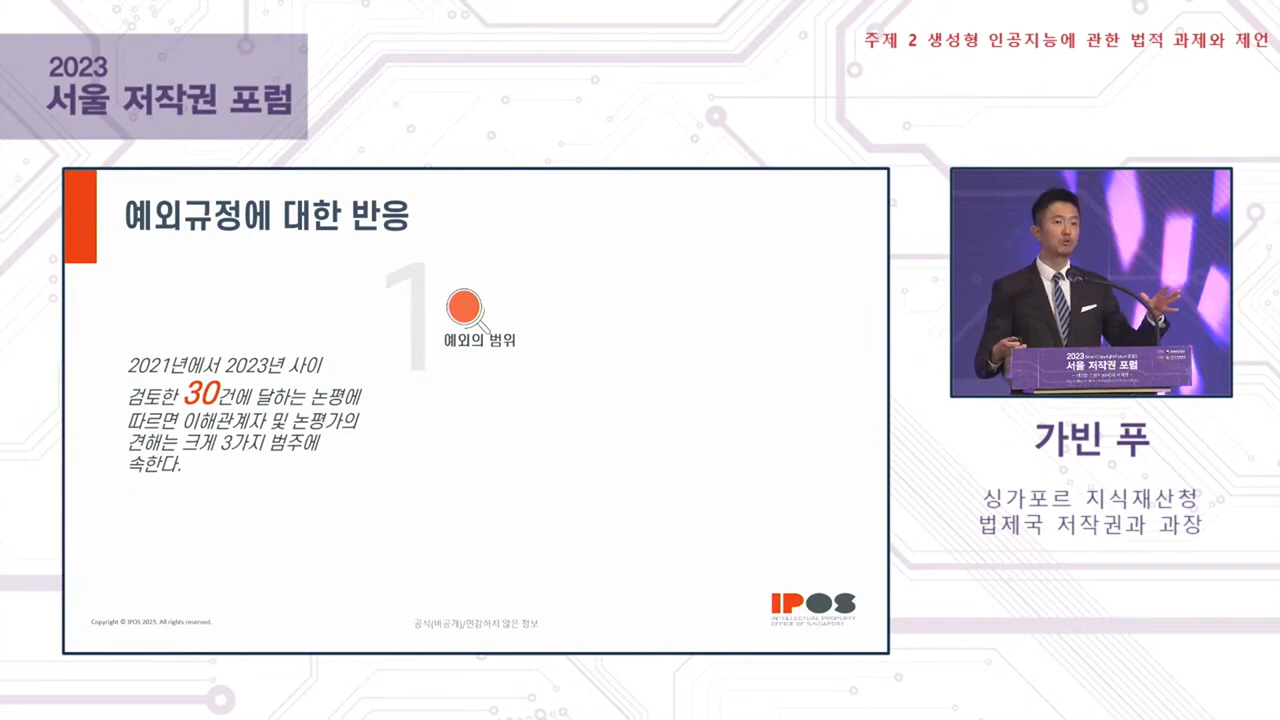 주제 2 생성형 인공지능에 관한 법적 과제와 제언
2023
서울 저작권 포럼
예외규정에 대한 반응
1
예외의 범위
2021년에서 2023년 사이
검토한 30건에 달하는 논평에
따르면 이해관계자 및 논평가의
견해는 크게 3가지 범주에
속한다.
Copyright © IPOS 2023. All rights reserved.
공식(비공개)/민감하지 않은 정보
IPOS
INTELLECTUAL PROPERTY
OFFICE OF SINGAPORE
2023 Seoul Copyright Forum 2023
서울 저작권 포럼
가빈 푸
싱가포르 지식재산청
법제국 저작권과 과장